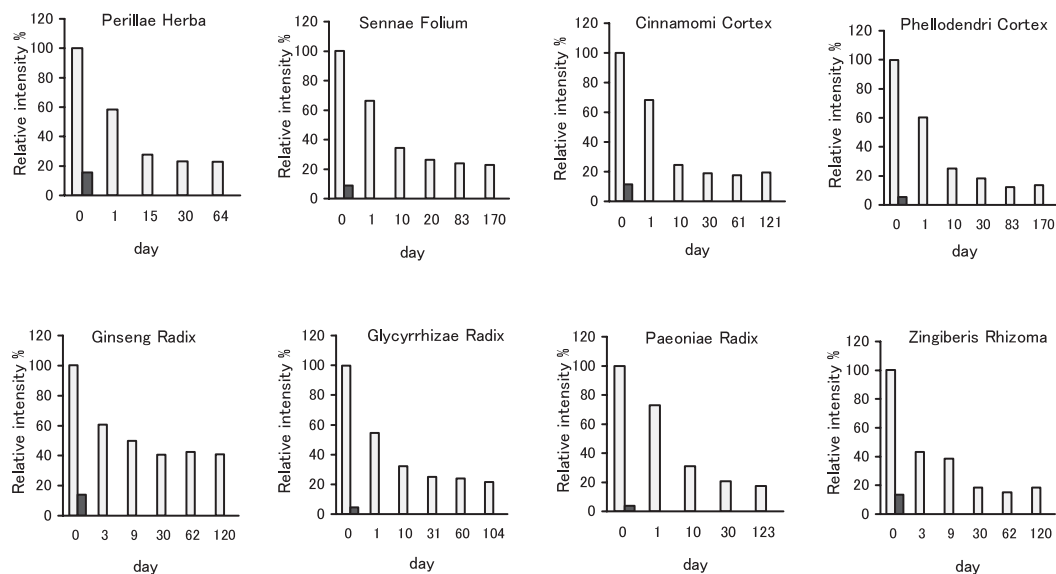 Perillae Herba
Relative intensity %
120
100
80
60
40
20
0
0 1 15 30 64
day
Sennae Folium
Relative intensity %
120
100
80
60
40
20
0
0 1 10 20 83 170
day
Cinnamomi Cortex
Relative intensity %
120
100
80
60
40
20
0
0 1 10 30 61 121
day
Phellodendri Cortex
Relative intensity %
120
100
80
60
40
20
0
0 1 10 30 83 170
day
Ginseng Radix
Relative intensity %
120
100
80
60
40
20
0
0 3 9 30 62 120
day
Glycyrrhizae Radix
Relative intensity %
120
100
80
60
40
20
0
0 1 10 31 60 104
day
Paeoniae Radix
Relative intensity %
120
100
80
60
40
20
0
0 1 10 30 123
day
Zingiberis Rhizoma
Relative intensity %
120
100
80
60
40
20
0
0 3 9 30 62 120
day